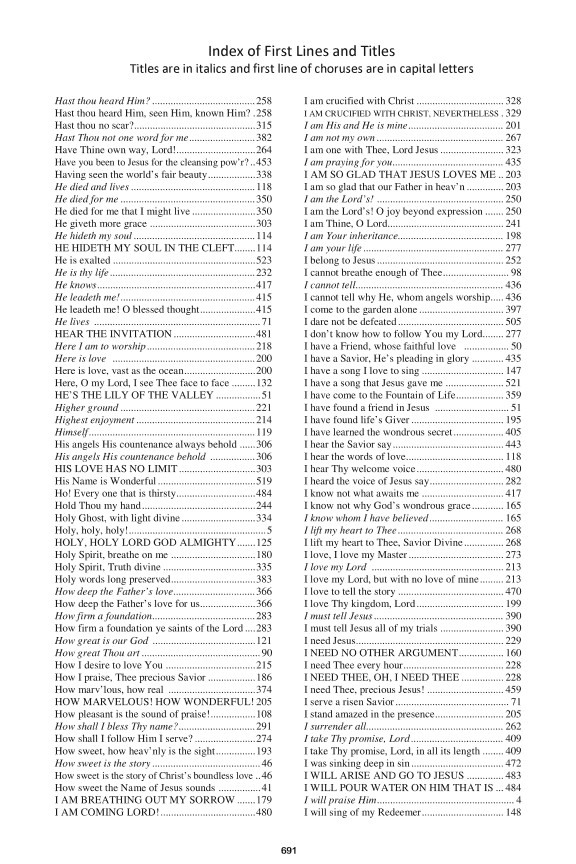 Index of First Lines and Titles
Titles are in italics and first line of choruses are in capital letters
Hast thou heard Him? ........................................ 258
Hast thou heard Him, seen Him, known Him? . 258
Hast thou no scar?............................................... 315
Hast Thou not one word for me.......................... 382
Have Thine own way, Lord!............................... 264
Have you been to Jesus for the cleansing pow'r? .. 453
Having seen the world's fair beauty.................. 338
He died and lives ................................................ 118
He died for me .................................................... 350
He died for me that I might live ........................ 350
He giveth more grace ......................................... 303
He hideth my soul ............................................... 114
HE HIDETH MY SOUL IN THE CLEFT........ 114
He is exalted ....................................................... 523
He is thy life ........................................................ 232
He knows............................................................. 417
He leadeth me!.................................................... 415
He leadeth me! O blessed thought..................... 415
He lives ................................................................ 71
HEAR THE INVITATION ............................... 481
Here I am to worship.......................................... 218
Here is love ........................................................ 200
Here is love, vast as the ocean........................... 200
Here, O my Lord, I see Thee face to face ......... 132
HE'S THE LILY OF THE VALLEY ................. 51
Higher ground .................................................... 221
Highest enjoyment .............................................. 214
Himself................................................................ 119
His angels His countenance always behold ...... 306
His angels His countenance behold .................. 306
HIS LOVE HAS NO LIMIT ............................. 303
His Name is Wonderful ..................................... 519
Ho! Every one that is thirsty.............................. 484
Hold Thou my hand............................................ 244
Holy Ghost, with light divine ............................ 334
Holy, holy, holy!..................................................... 5
HOLY, HOLY LORD GOD ALMIGHTY ....... 125
Holy Spirit, breathe on me ................................ 180
Holy Spirit, Truth divine ................................... 335
Holy words long preserved................................ 383
How deep the Father's love................................ 366
How deep the Father's love for us..................... 366
How firm a foundation........................................ 283
How firm a foundation ye saints of the Lord .... 283
How great is our God ........................................ 121
How great Thou art .............................................. 90
How I desire to love You .................................. 215
How I praise, Thee precious Savior .................. 186
How marv'lous, how real .................................. 374
HOW MARVELOUS! HOW WONDERFUL! 205
How pleasant is the sound of praise!................. 108
How shall I bless Thy name?.............................. 291
How shall I follow Him I serve? ....................... 274
How sweet, how heav'nly is the sight............... 193
How sweet is the story ......................................... 46
How sweet is the story of Christ's boundless love .. 46
How sweet the Name of Jesus sounds ................ 41
I AM BREATHING OUT MY SORROW ....... 179
I AM COMING LORD!..................................... 480
I am crucified with Christ .................................. 328
I AM CRUCIFIED WITH CHRIST, NEVERTHELESS . 329
I am His and He is mine..................................... 201
I am not my own ................................................. 267
I am one with Thee, Lord Jesus ........................ 323
I am praying for you........................................... 435
I AM SO GLAD THAT JESUS LOVES ME .. 203
I am so glad that our Father in heav'n .............. 203
I am the Lord's! ................................................. 250
I am the Lord's! O joy beyond expression ....... 250
I am Thine, O Lord............................................. 241
I am Your inheritance......................................... 198
I am your life ...................................................... 277
I belong to Jesus ................................................. 252
I cannot breathe enough of Thee.......................... 98
I cannot tell......................................................... 436
I cannot tell why He, whom angels worship..... 436
I come to the garden alone ................................ 397
I dare not be defeated......................................... 505
I don't know how to follow You my Lord........ 277
I have a Friend, whose faithful love ................... 50
I have a Savior, He's pleading in glory ............ 435
I have a song I love to sing ................................ 147
I have a song that Jesus gave me ...................... 521
I have come to the Fountain of Life.................. 359
I have found a friend in Jesus ............................. 51
I have found life's Giver .................................... 195
I have learned the wondrous secret................... 405
I hear the Savior say ........................................... 443
I hear the words of love...................................... 118
I hear Thy welcome voice ................................. 480
I heard the voice of Jesus say............................ 282
I know not what awaits me ............................... 417
I know not why God's wondrous grace ............ 165
I know whom I have believed............................ 165
I lift my heart to Thee ........................................ 268
I lift my heart to Thee, Savior Divine ............... 268
I love, I love my Master..................................... 273
I love my Lord ................................................... 213
I love my Lord, but with no love of mine......... 213
I love to tell the story ......................................... 470
I love Thy kingdom, Lord.................................. 199
I must tell Jesus .................................................. 390
I must tell Jesus all of my trials ........................ 390
I need Jesus......................................................... 229
I NEED NO OTHER ARGUMENT................. 160
I need Thee every hour....................................... 228
I NEED THEE, OH, I NEED THEE ................ 228
I need Thee, precious Jesus! .............................. 459
I serve a risen Savior............................................ 71
I stand amazed in the presence.......................... 205
I surrender all..................................................... 262
I take Thy promise, Lord.................................... 409
I take Thy promise, Lord, in all its length ........ 409
I was sinking deep in sin ................................... 472
I WILL ARISE AND GO TO JESUS .............. 483
I WILL POUR WATER ON HIM THAT IS ... 484
I will praise Him..................................................... 4
I will sing of my Redeemer................................ 148
691